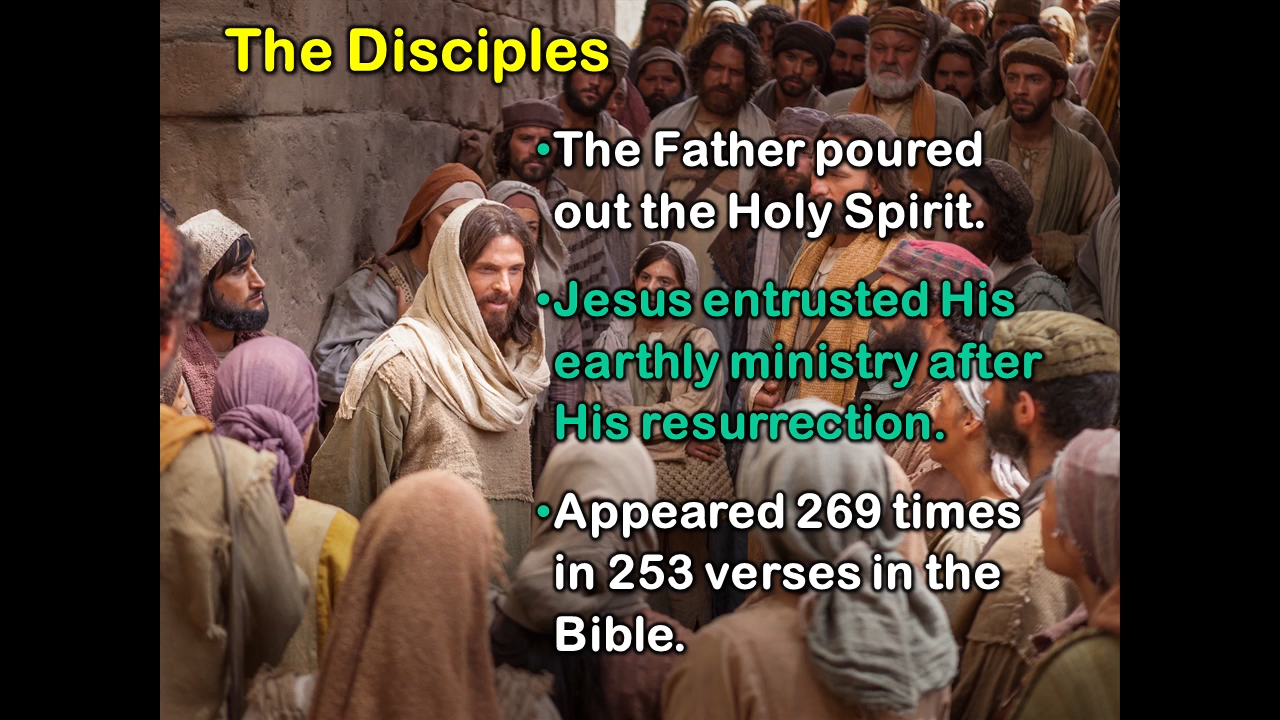 The Disciples
•The Father poured
out the Holy Spirit.
•Jesus entrusted His
earthly ministry after
His resurrection.
•Appeared 269 times
in 253 verses in the
Bible.